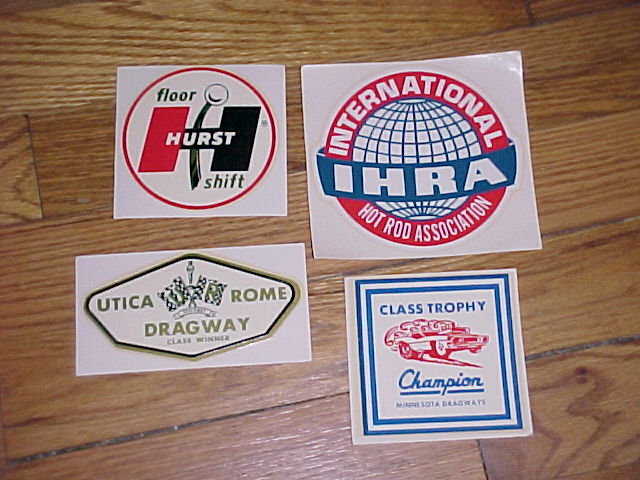 floor
HURST
shift
INTERNATIONAL
IHRA
HOT ROD ASSOCIATION
UTICA ROME
DRAGWAY
CLASS WINNER
CLASS TROPHY
Champion
MINNESOTA DRAGWAYS